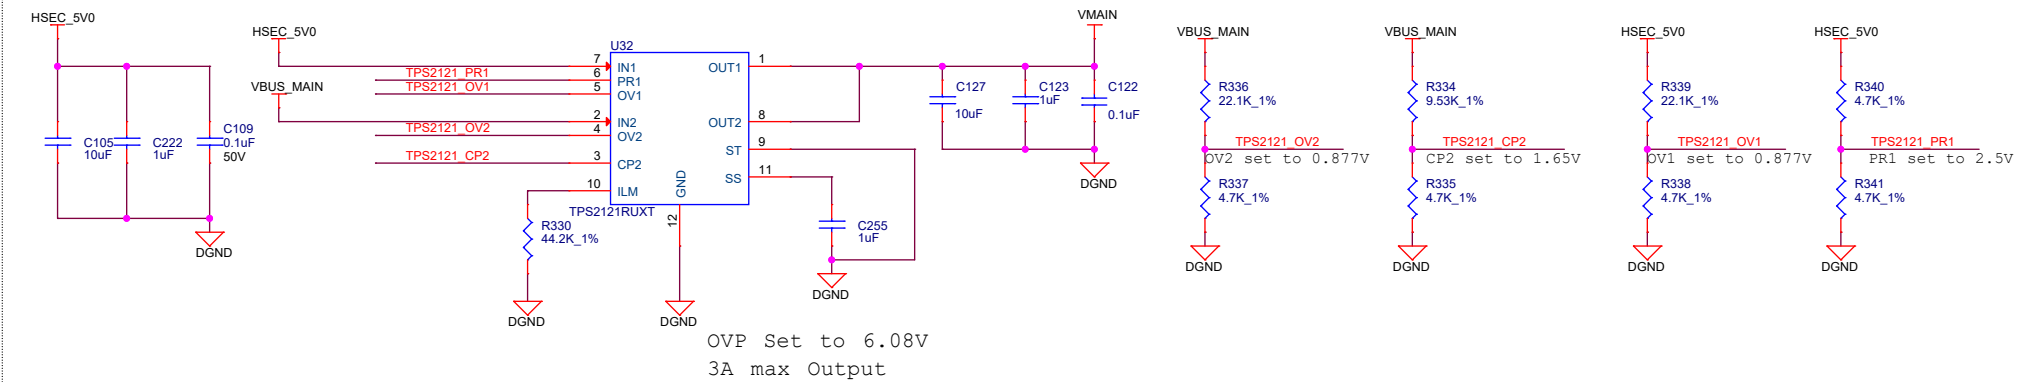 HSEC_5V0
C105
10uF
C222
1uF
C109
0.1uF
50V
DGND
HSEC_5V0
TPS2121_PR1
TPS2121_OV1
VBUS_MAIN
TPS2121_OV2
TPS2121_CP2
7
6
5
2
4
3
10
U32
IN1
PR1
OV1
IN2
OV2
CP2
ILM
GND
OUT1
OUT2
ST
SS
TPS2121RUXT
12
1
8
9
11
R330
44.2K_1%
DGND
DGND
C255
1uF
DGND
VMAIN
C127
10uF
C123
1uF
C122
0.1uF
DGND
OVP Set to 6.08V
3A max Output
VBUS_MAIN
R336
22.1K_1%
TPS2121_OV2
OV2 set to 0.877V
R337
4.7K_1%
DGND
VBUS_MAIN
R334
9.53K_1%
TPS2121_CP2
CP2 set to 1.65V
R335
4.7K_1%
DGND
HSEC_5V0
R339
22.1K_1%
TPS2121_OV1
OV1 set to 0.877V
R338
4.7K_1%
DGND
HSEC_5V0
R340
4.7K_1%
TPS2121_PR1
PR1 set to 2.5V
R341
4.7K_1%
DGND